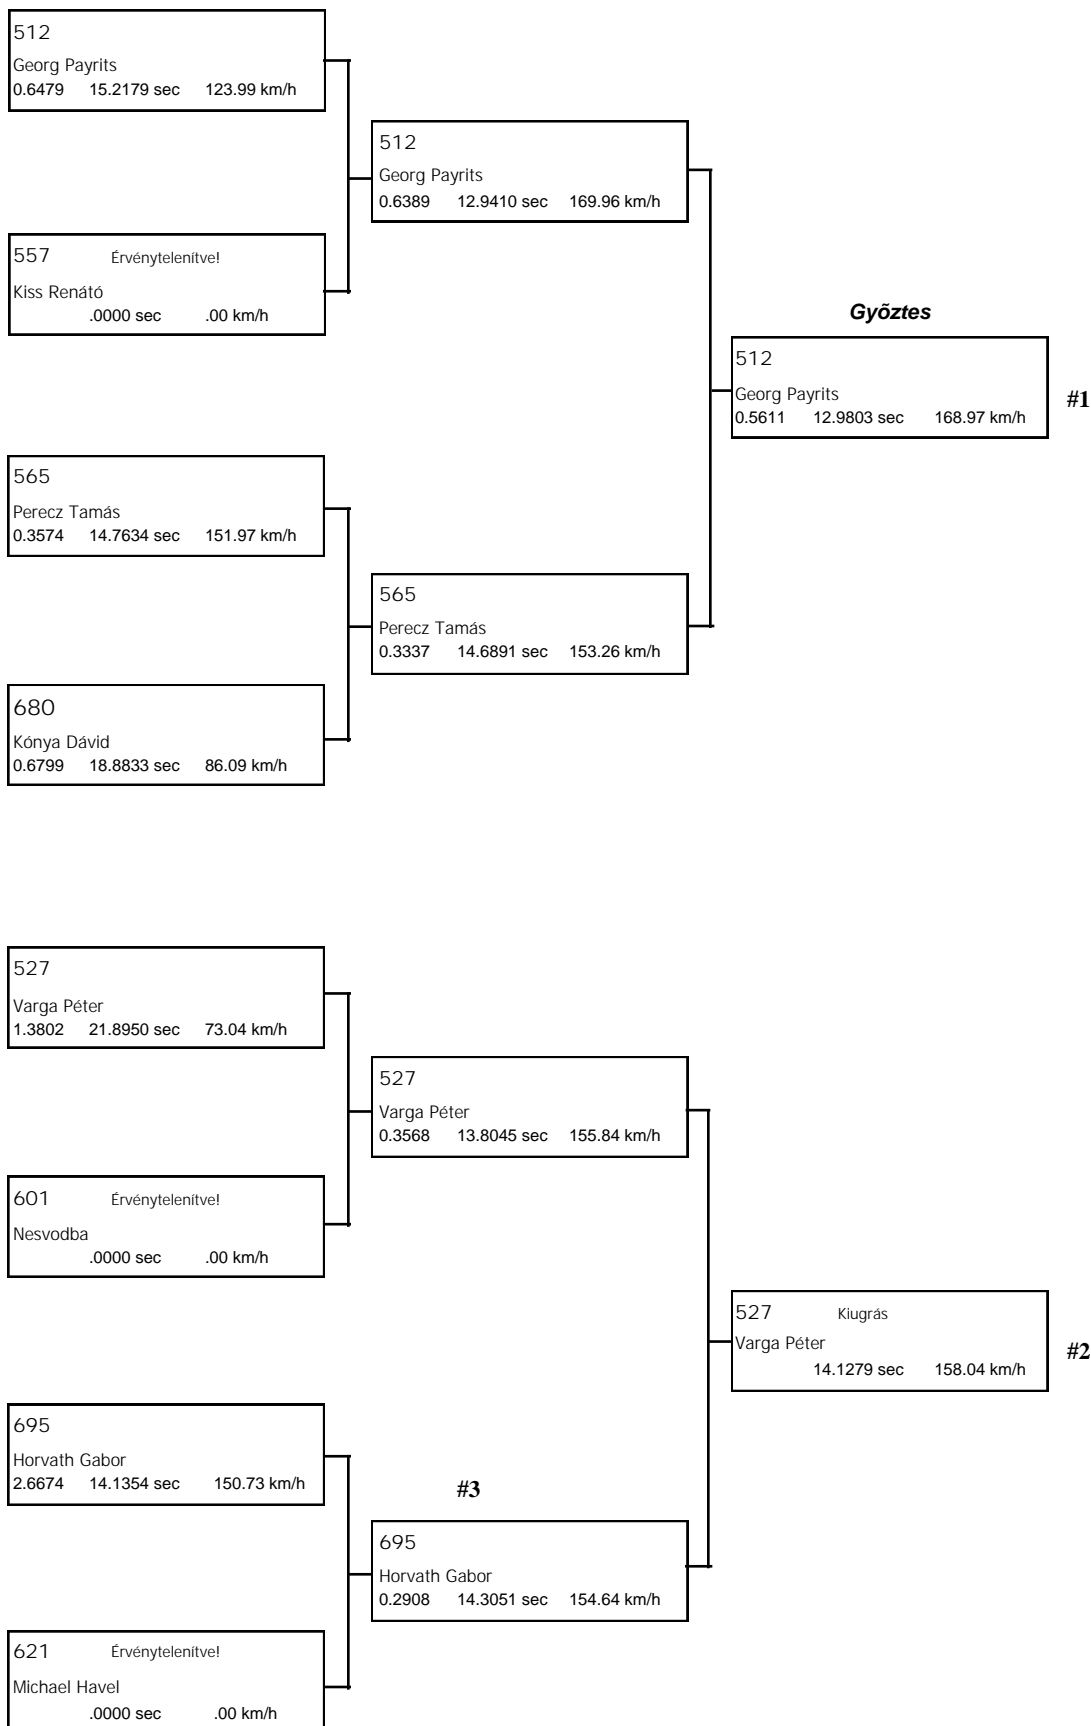 512
Georg Payrits
0.6479 15.2179 sec 123.99 km/h
512
Georg Payrits
0.6389 12.9410 sec 169.96 km/h
557 Érvénytelenítve!
Kiss Renátó
.0000 sec .00 km/h
Gyõztes
512
Georg Payrits
0.5611 12.9803 sec 168.97 km/h
#1
565
Perecz Tamás
0.3574 14.7634 sec 151.97 km/h
565
Perecz Tamás
0.3337 14.6891 sec 153.26 km/h
680
Kónya Dávid
0.6799 18.8833 sec 86.09 km/h
527
Varga Péter
1.3802 21.8950 sec 73.04 km/h
527
Varga Péter
0.3568 13.8045 sec 155.84 km/h
601 Érvénytelenítve!
Nesvodba
.0000 sec .00 km/h
527 Kiugrás
Varga Péter
14.1279 sec 158.04 km/h
#2
695
Horvath Gabor
2.6674 14.1354 sec 150.73 km/h
#3
695
Horvath Gabor
0.2908 14.3051 sec 154.64 km/h
621 Érvénytelenítve!
Michael Havel
.0000 sec .00 km/h